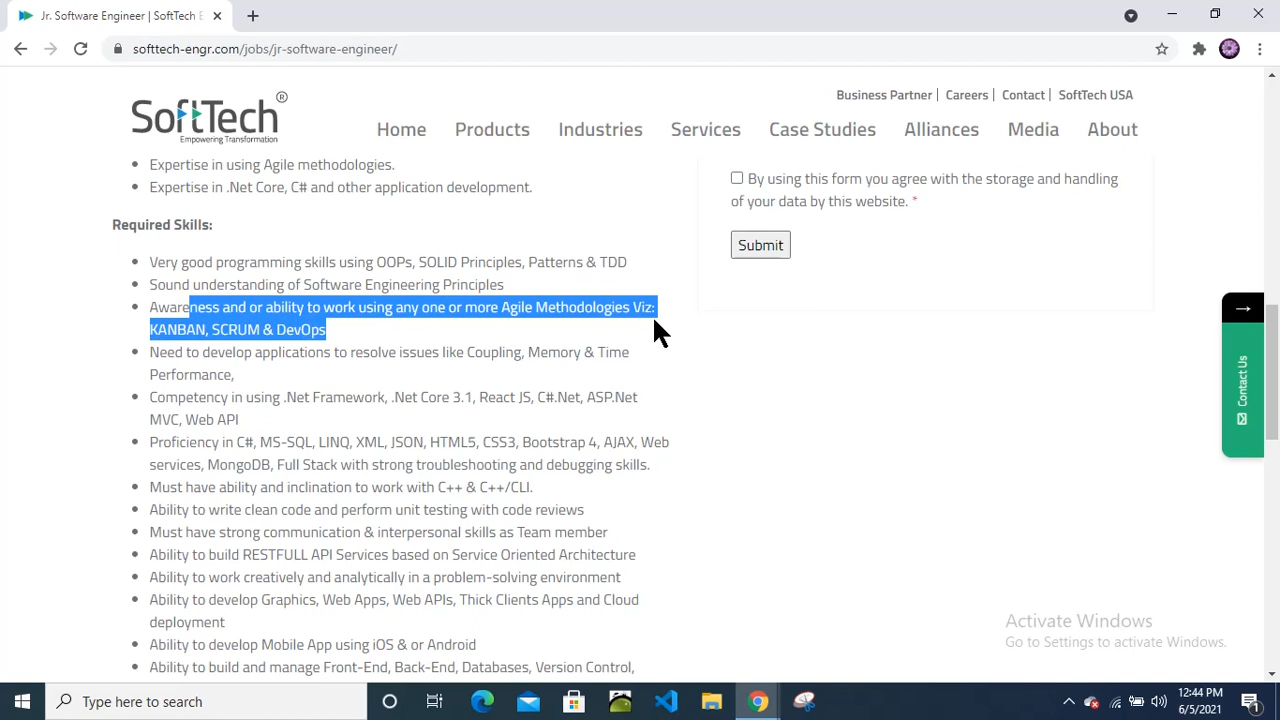 Jr. Software Engineer | SoftTech E
softtech-engr.com/jobs/jr-software-engineer/
Business Partner | Careers | Contact | SoftTech USA
SoftTech®
Empowering Transformation
Home Products Industries Services Case Studies Alliances Media About
• Expertise in using Agile methodologies.
• Expertise in .Net Core, C# and other application development.
Required Skills:
• Very good programming skills using OOPs, SOLID Principles, Patterns & TDD
• Sound understanding of Software Engineering Principles
• Awareness and or ability to work using any one or more Agile Methodologies Viz:
KANBAN, SCRUM & DevOps
• Need to develop applications to resolve issues like Coupling, Memory & Time
Performance,
• Competency in using .Net Framework, .Net Core 3.1, React JS, C#.Net, ASP.Net
MVC, Web API
• Proficiency in C#, MS-SQL, LINQ, XML, JSON, HTML5, CSS3, Bootstrap 4, AJAX, Web
services, MongoDB, Full Stack with strong troubleshooting and debugging skills.
• Must have ability and inclination to work with C++ & C++/CLI.
• Ability to write clean code and perform unit testing with code reviews
• Must have strong communication & interpersonal skills as Team member
• Ability to build RESTFULL API Services based on Service Oriented Architecture
• Ability to work creatively and analytically in a problem-solving environment
• Ability to develop Graphics, Web Apps, Web APIs, Thick Clients Apps and Cloud
deployment
• Ability to develop Mobile App using iOS & or Android
• Ability to build and manage Front-End, Back-End, Databases, Version Control,
By using this form you agree with the storage and handling
of your data by this website. *
Submit
Contact Us
Activate Windows
Go to Settings to activate Windows.
Type here to search
12:44 PM
6/5/2021
1